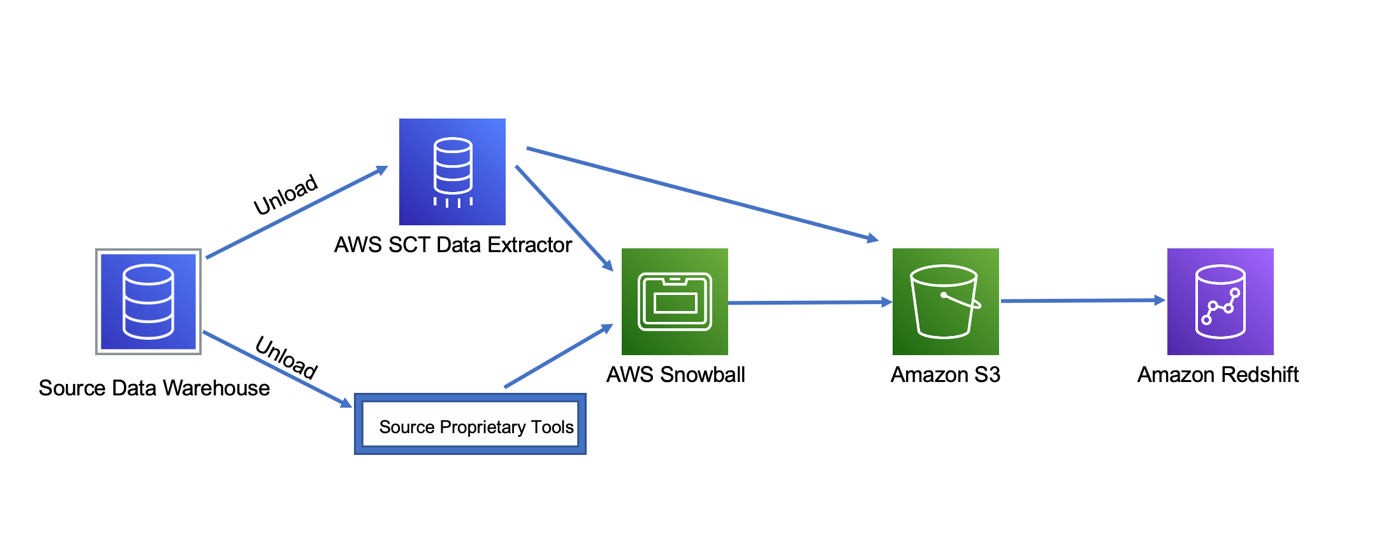 Unload
AWS SCT Data Extractor
Source Data Warehouse
Unload
Source Proprietary Tools
AWS Snowball
Amazon S3
Amazon Redshift